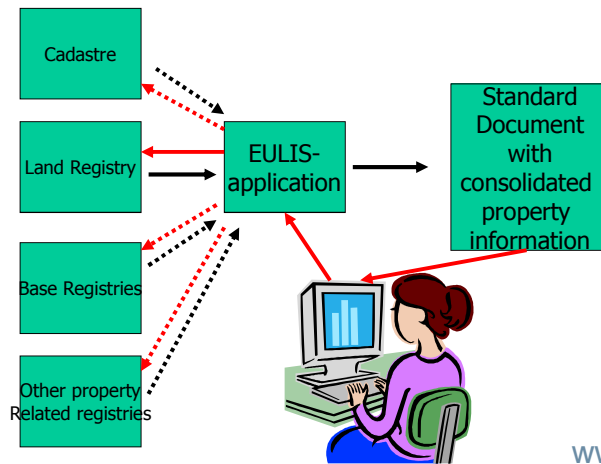 Cadastre
Land Registry
Base Registries
Other property
Related registries
EULIS-
application
Standard
Document
with
consolidated
property
information